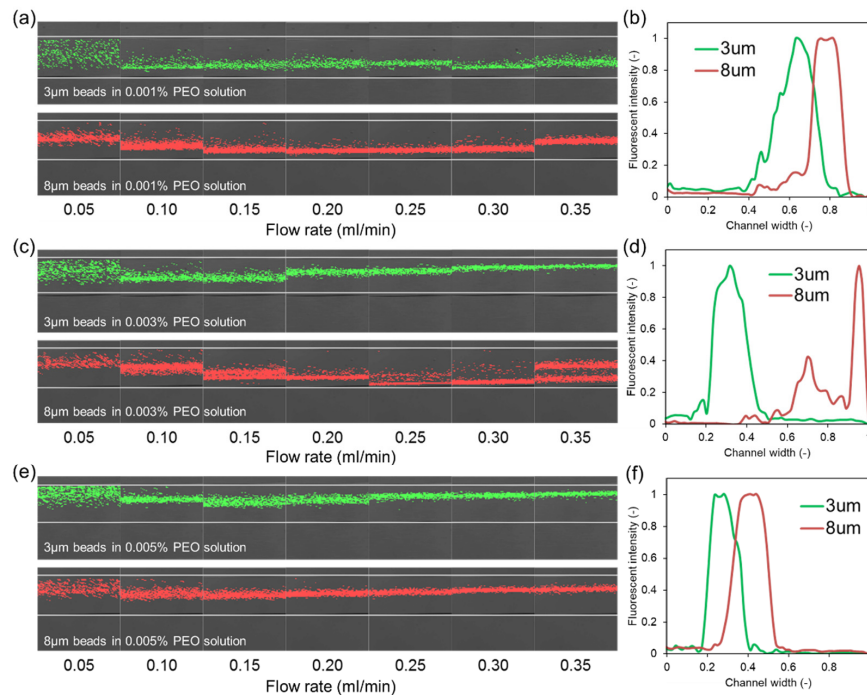 (a)
3μm beads in 0.001% PEO solution
8μm beads in 0.001% PEO solution
0.05 0.10 0.15 0.20 0.25 0.30 0.35
Flow rate (ml/min)
(b)
Fluorescent intensity (-)
1
0.8
0.6
0.4
0.2
0
3um
8um
0 0.2 0.4 0.6 0.8
Channel width (-)
(c)
3μm beads in 0.003% PEO solution
8μm beads in 0.003% PEO solution
0.05 0.10 0.15 0.20 0.25 0.30 0.35
Flow rate (ml/min)
(d)
Fluorescent intensity (-)
1
0.8
0.6
0.4
0.2
0
3um
8um
0 0.2 0.4 0.6 0.8
Channel width (-)
(e)
3μm beads in 0.005% PEO solution
8μm beads in 0.005% PEO solution
0.05 0.10 0.15 0.20 0.25 0.30 0.35
Flow rate (ml/min)
(f)
Fluorescent intensity (-)
1
0.8
0.6
0.4
0.2
0
3um
8um
0 0.2 0.4 0.6 0.8
Channel width (-)